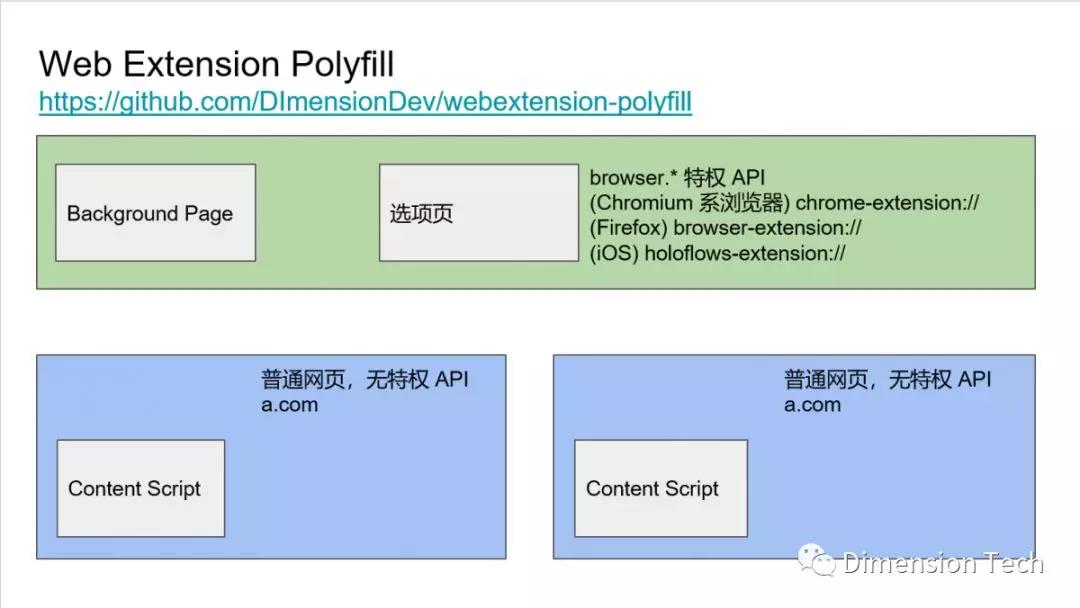 Web Extension Polyfill
https://github.com/DImensionDev/webextension-polyfill
Background Page
选项页
browser.* 特权 API
(Chromium 系浏览器) chrome-extension://
(Firefox) browser-extension://
(iOS) holoflows-extension://
普通网页，无特权 API
a.com
Content Script
普通网页，无特权 API
a.com
Content Script
Dimension Tech